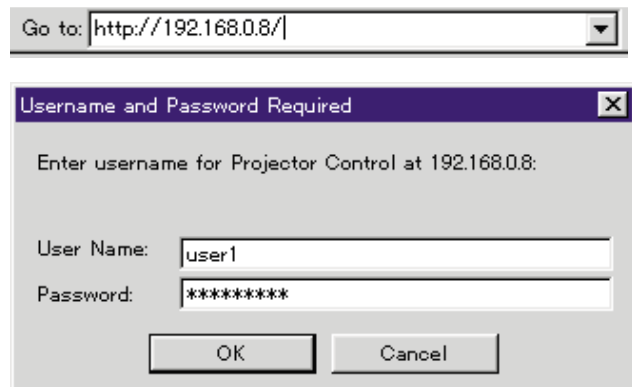 Go to: http://192.168.0.8/
Username and Password Required
Enter username for Projector Control at 192.168.0.8:
User Name: user1
Password: *********
OK Cancel